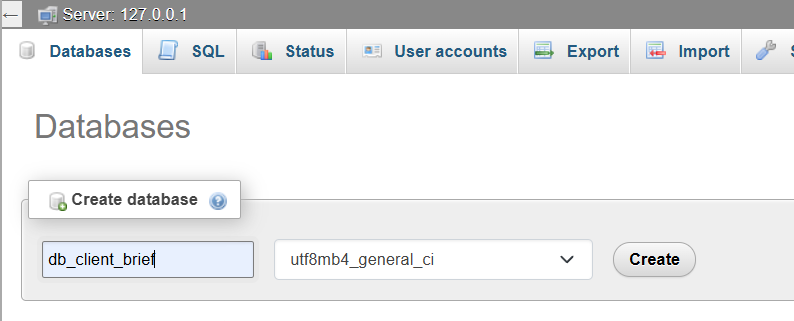 Server: 127.0.0.1
Databases SQL Status User accounts Export Import
Databases
Create database
db_client_brief utf8mb4_general_ci Create